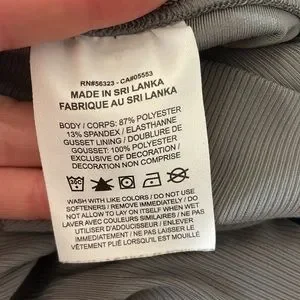 RN#56323 - CA#05553
MADE IN SRI LANKA
FABRIQUE AU SRI LANKA
BODY / CORPS: 87% POLYESTER
13% SPANDEX / ELASTHANNE
GUSSET LINING / DOUBLURE DE
GOUSSET: 100% POLYESTER
EXCLUSIVE OF DECORATION /
DECORATION NON COMPRISE
WASH WITH LIKE COLORS / DO NOT USE
SOFTENERS / REMOVE IMMEDIATELY / DO
NOT ALLOW TO LAY ON ITSELF WHEN WET
LAVER AVEC COULEURS SIMILAIRES / NE PAS
UTILISER D'ADOUCISSANT / ENLEVER
IMMÉDIATEMENT / NE PAS LAISSER LE
VÊTEMENT PLIÉ LORSQU'IL EST MOUILLÉ